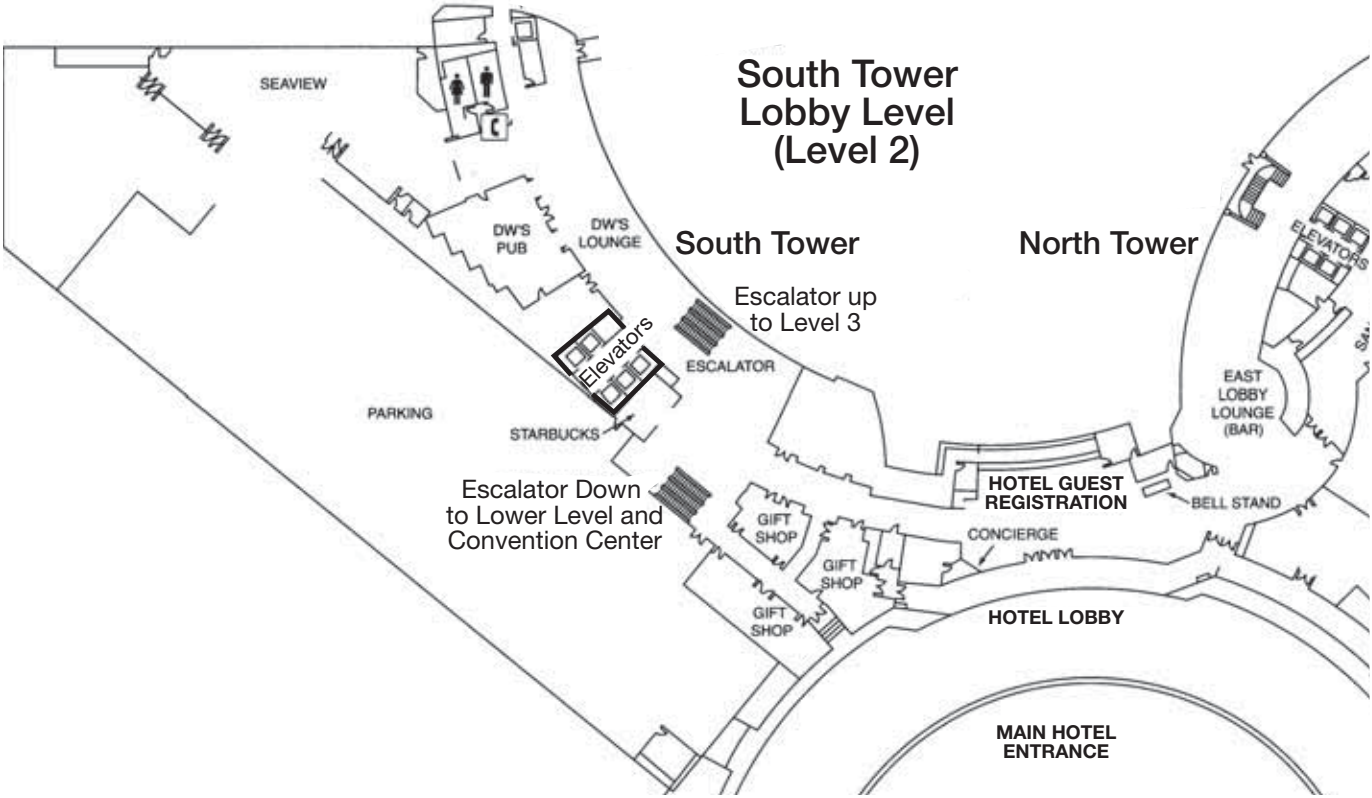 South Tower
Lobby Level
(Level 2)
SEAVIEW
DW'S
PUB
DW'S
LOUNGE
South Tower
North Tower
ELEVATORS
Escalator up
to Level 3
Elevators
ESCALATOR
PARKING
STARBUCKS
EAST
LOBBY
LOUNGE
(BAR)
Escalator Down
to Lower Level and
Convention Center
HOTEL GUEST
REGISTRATION
BELL STAND
GIFT
SHOP
CONCIERGE
GIFT
SHOP
GIFT
SHOP
HOTEL LOBBY
MAIN HOTEL
ENTRANCE